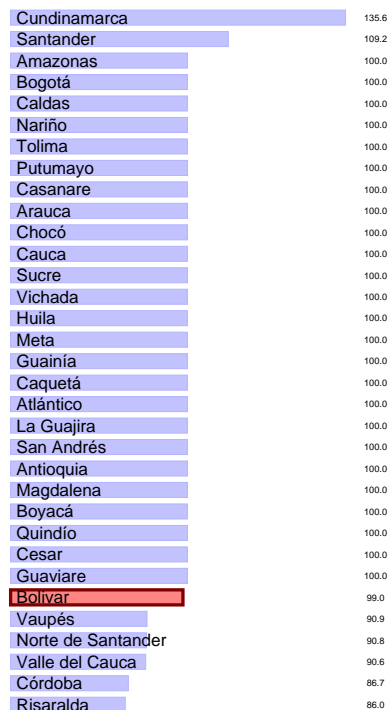 Cundinamarca 135.6
Santander 109.2
Amazonas 100.0
Bogotá 100.0
Caldas 100.0
Nariño 100.0
Tolima 100.0
Putumayo 100.0
Casanare 100.0
Arauca 100.0
Chocó 100.0
Cauca 100.0
Sucre 100.0
Vichada 100.0
Huila 100.0
Meta 100.0
Guainía 100.0
Caquetá 100.0
Atlántico 100.0
La Guajira 100.0
San Andrés 100.0
Antioquia 100.0
Magdalena 100.0
Boyacá 100.0
Quindío 100.0
Cesar 100.0
Guaviare 100.0
Bolívar 99.0
Vaupés 90.9
Norte de Santander 90.8
Valle del Cauca 90.6
Córdoba 86.7
Risaralda 86.0